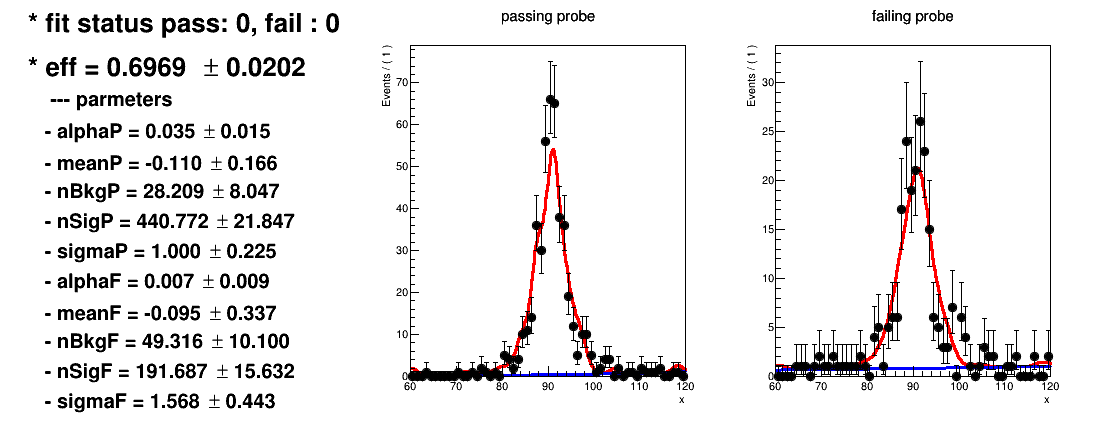 * fit status pass: 0, fail : 0
* eff = 0.6969 ± 0.0202
--- parmeters
- alphaP = 0.035 ± 0.015
- meanP = -0.110 ± 0.166
- nBkgP = 28.209 ± 8.047
- nSigP = 440.772 ± 21.847
- sigmaP = 1.000 ± 0.225
- alphaF = 0.007 ± 0.009
- meanF = -0.095 ± 0.337
- nBkgF = 49.316 ± 10.100
- nSigF = 191.687 ± 15.632
- sigmaF = 1.568 ± 0.443
passing probe
Events / ( 1 )
70
60
50
40
30
20
10
0
60 70 80 90 100 110 120
x
failing probe
Events / ( 1 )
30
25
20
15
10
5
0
60 70 80 90 100 110 120
x